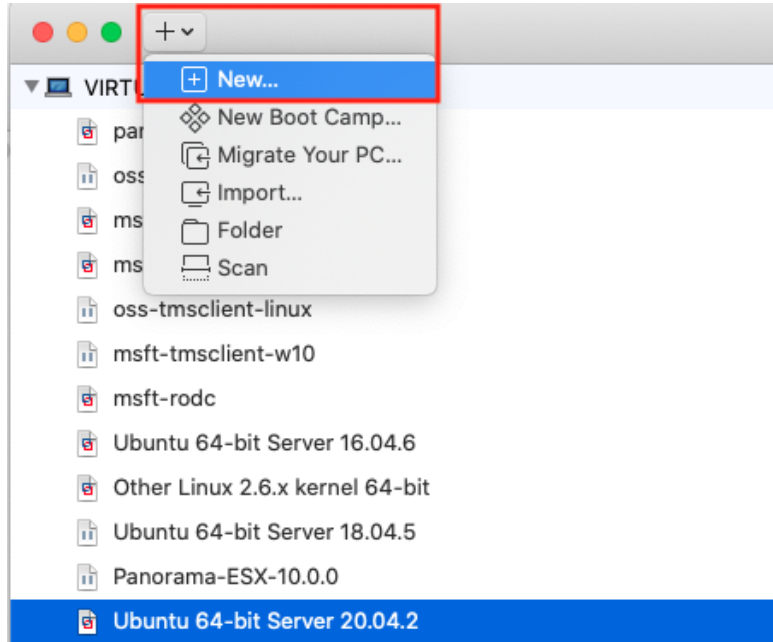 New...
VIRTU
New Boot Camp...
par
Migrate Your PC...
oss
Import...
ms
Folder
ms
Scan
oss-tmsclient-linux
msft-tmsclient-w10
msft-rodc
Ubuntu 64-bit Server 16.04.6
Other Linux 2.6.x kernel 64-bit
Ubuntu 64-bit Server 18.04.5
Panorama-ESX-10.0.0
Ubuntu 64-bit Server 20.04.2